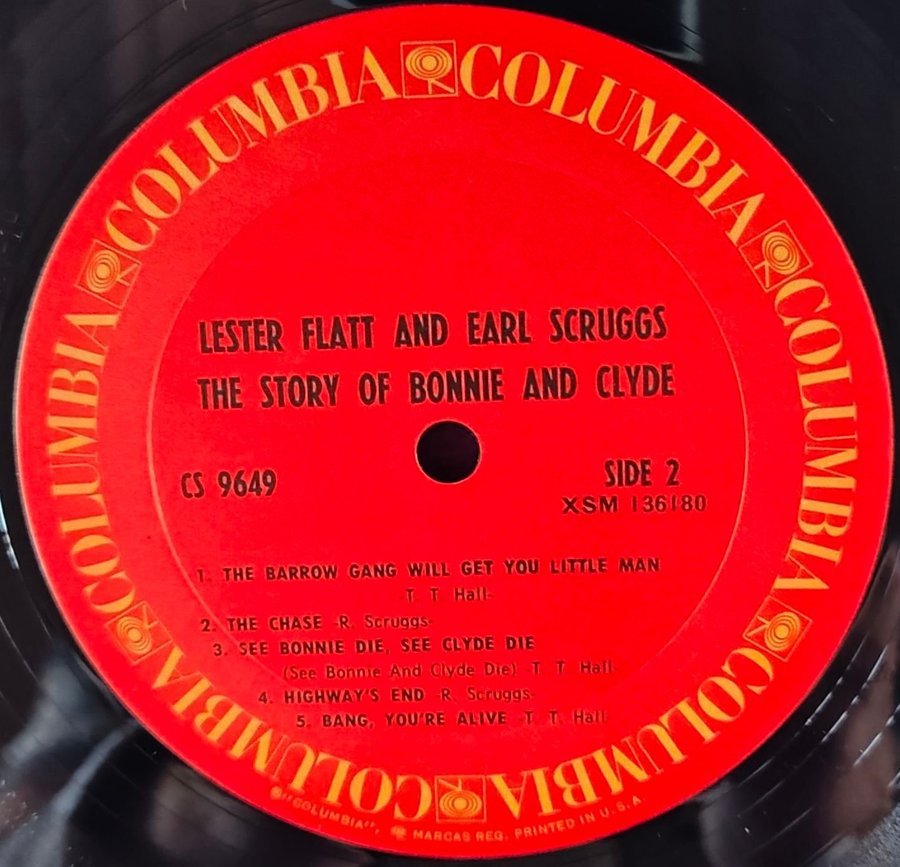 COLUMBIA COLUMBIA COLUMBIA COLUMBIA COLUMBIA COLUMBIA
LESTER FLATT AND EARL SCRUGGS
THE STORY OF BONNIE AND CLYDE
CS 9649
SIDE 2
XSM 136180
1. THE BARROW GANG WILL GET YOU LITTLE MAN
-T. T. Hall-
2. THE CHASE -R. Scruggs-
3. SEE BONNIE DIE, SEE CLYDE DIE
(See Bonnie And Clyde Die) -T. T. Hall-
4. HIGHWAY'S END -R. Scruggs-
5. BANG, YOU'RE ALIVE -T. T. Hall-
®"COLUMBIA", ® MARCAS REG. PRINTED IN U.S.A.